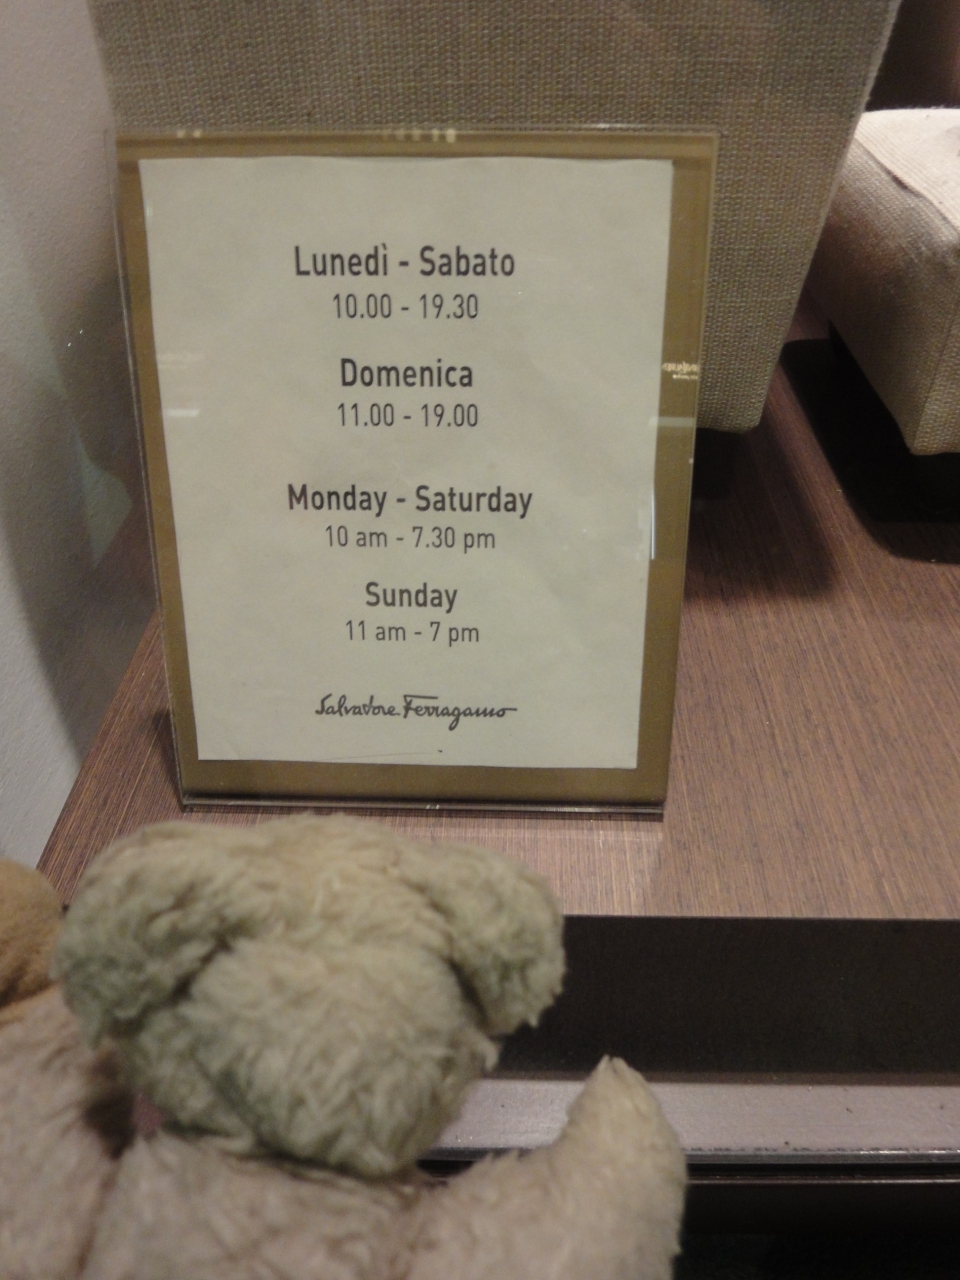 Lunedì - Sabato
10.00 - 19.30
Domenica
11.00 - 19.00
Monday - Saturday
10 am - 7.30 pm
Sunday
11 am - 7 pm
Salvatore Ferragamo